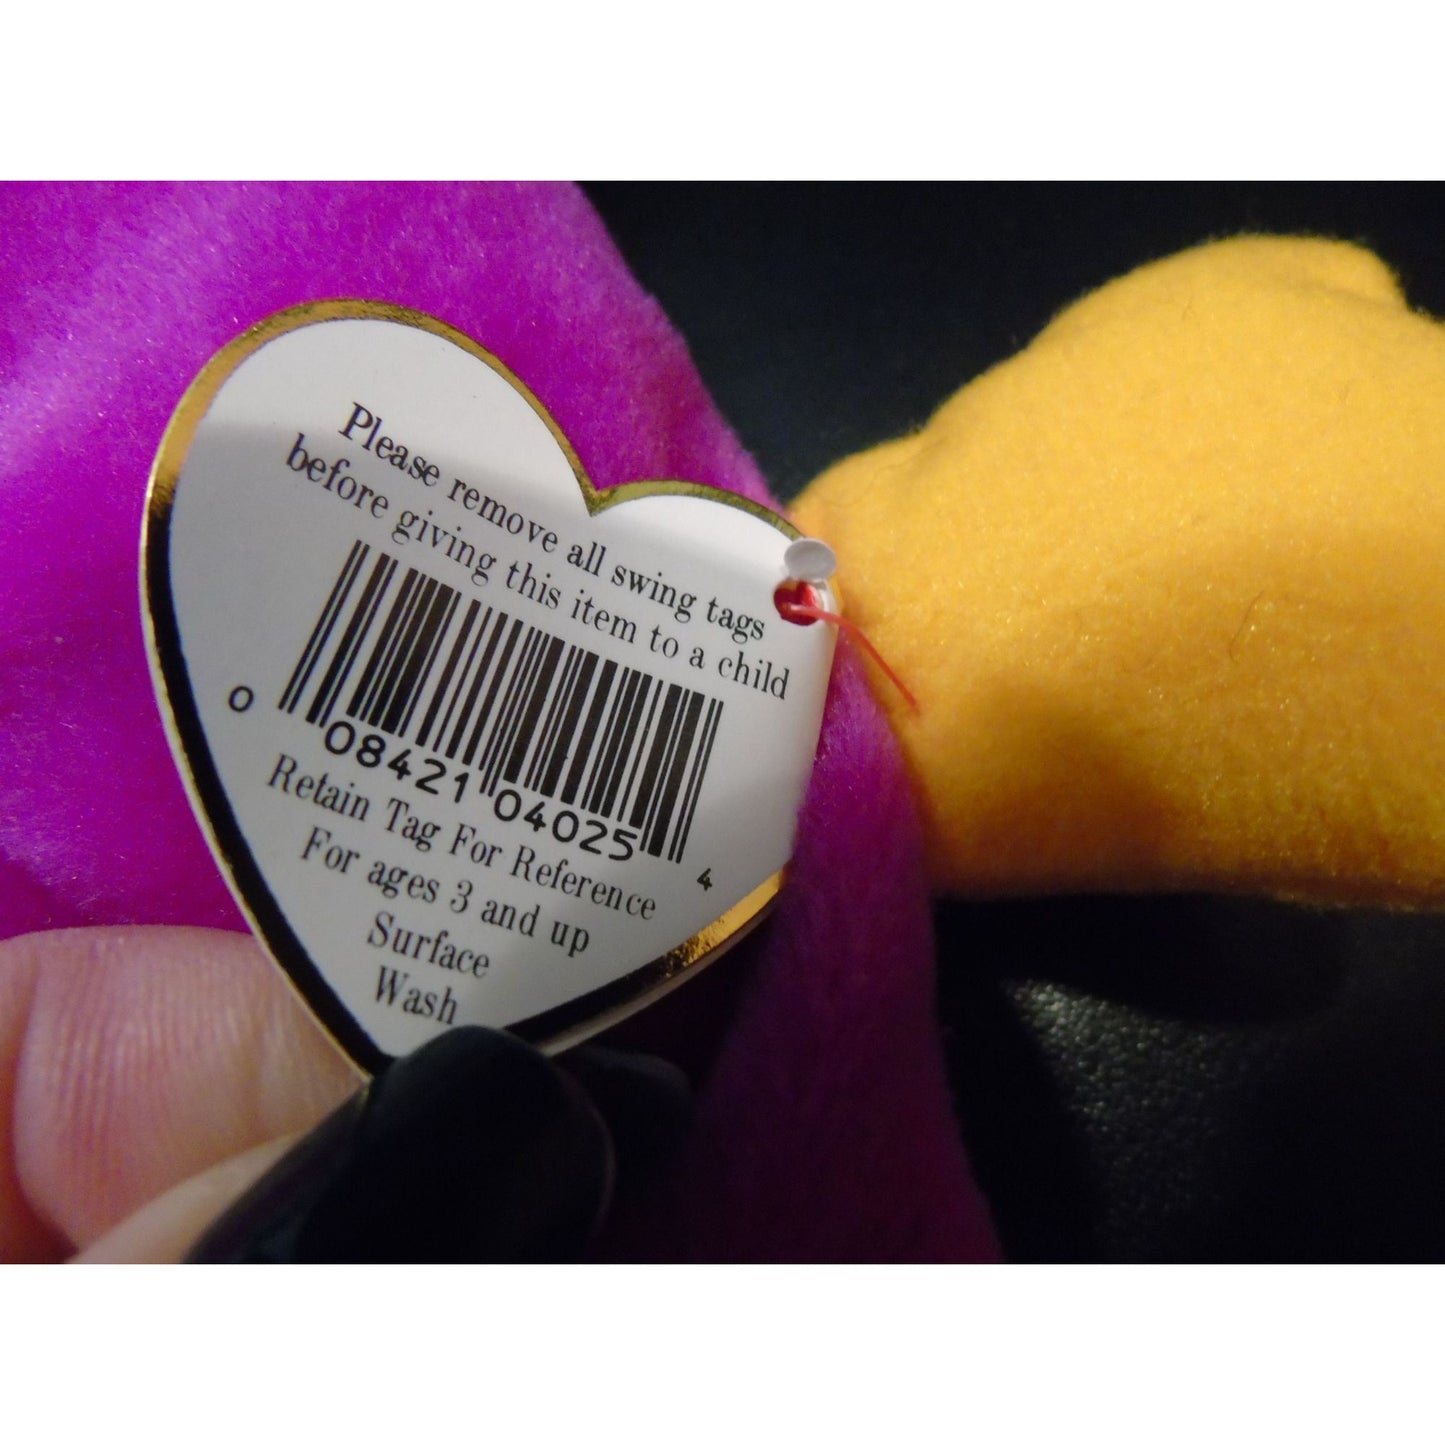 Please remove all swing tags
before giving this item to a child
0 08421 04025 4
Retain Tag For Reference
For ages 3 and up
Surface
Wash